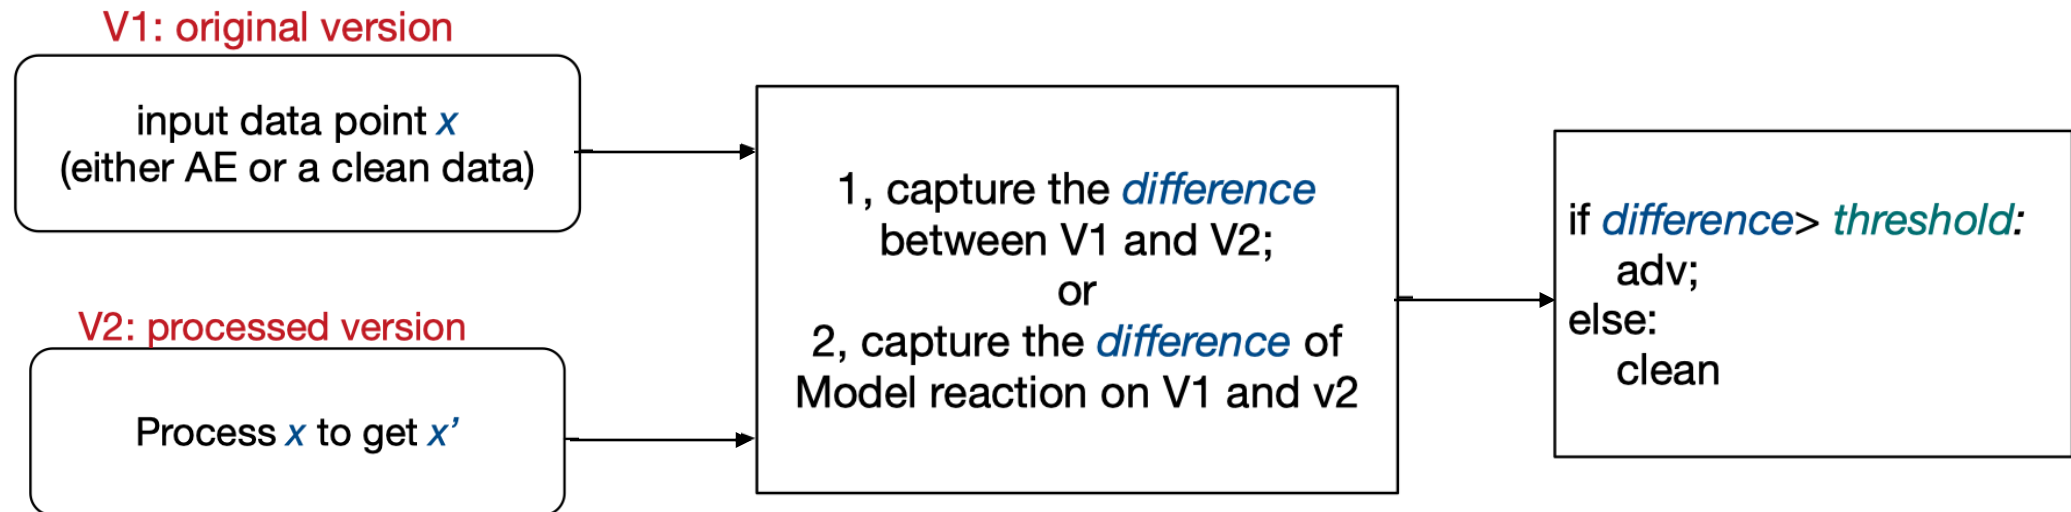 V1: original version
input data point x
(either AE or a clean data)
V2: processed version
Process x to get x’
1, capture the difference
between V1 and V2;
or
2, capture the difference of
Model reaction on V1 and v2
if difference> threshold:
adv;
else:
clean